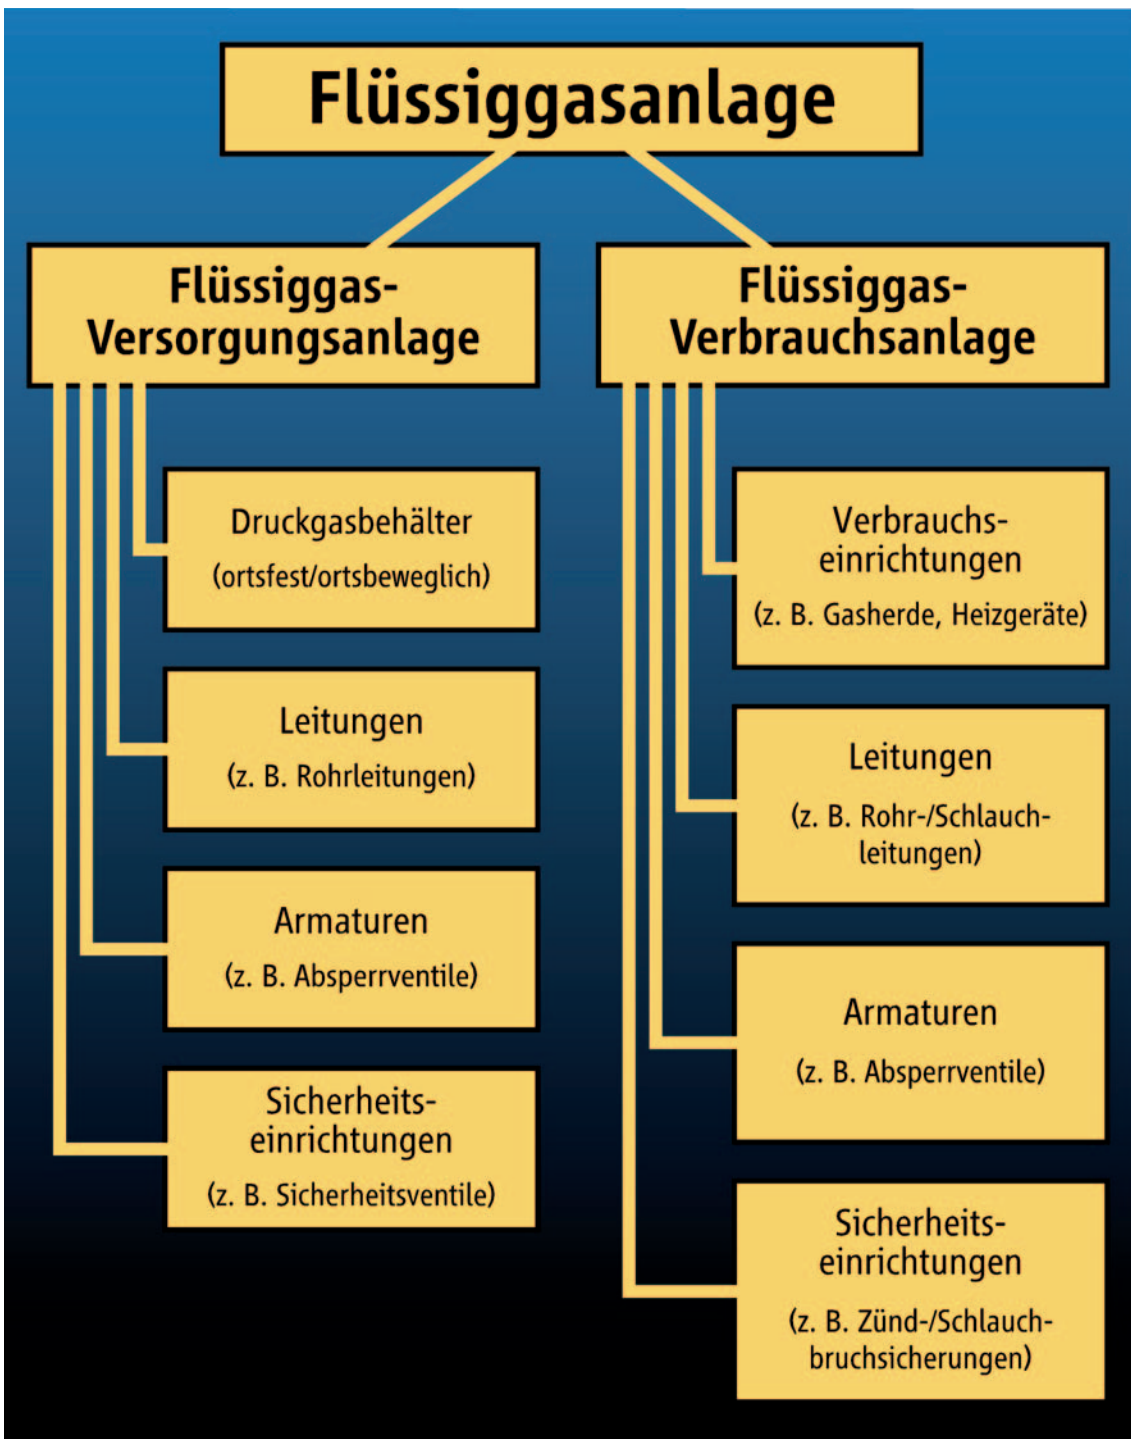 Flüssiggasanlage
Flüssiggas-
Versorgungsanlage
Druckgasbehälter
(ortsfest/ortsbeweglich)
Leitungen
(z. B. Rohrleitungen)
Armaturen
(z. B. Absperrventile)
Sicherheits-
einrichtungen
(z. B. Sicherheitsventile)
Flüssiggas-
Verbrauchsanlage
Verbrauchs-
einrichtungen
(z. B. Gasherde, Heizgeräte)
Leitungen
(z. B. Rohr-/Schlauch-
leitungen)
Armaturen
(z. B. Absperrventile)
Sicherheits-
einrichtungen
(z. B. Zünd-/Schlauch-
bruchsicherungen)